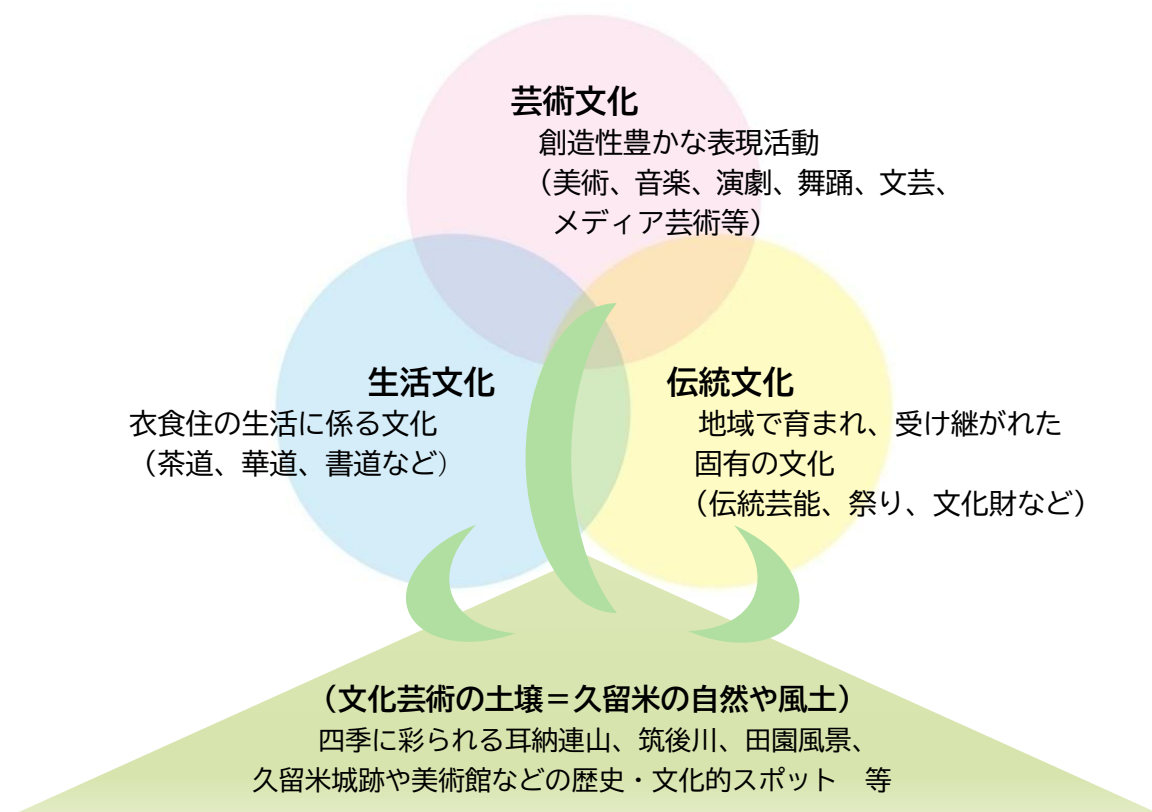 芸術文化
創造性豊かな表現活動
（美術、音楽、演劇、舞踊、文芸、
メディア芸術等）
生活文化
衣食住の生活に係る文化
（茶道、華道、書道など）
伝統文化
地域で育まれ、受け継がれた
固有の文化
（伝統芸能、祭り、文化財など）
（文化芸術の土壌＝久留米の自然や風土）
四季に彩られる耳納連山、筑後川、田園風景、
久留米城跡や美術館などの歴史・文化的スポット　等